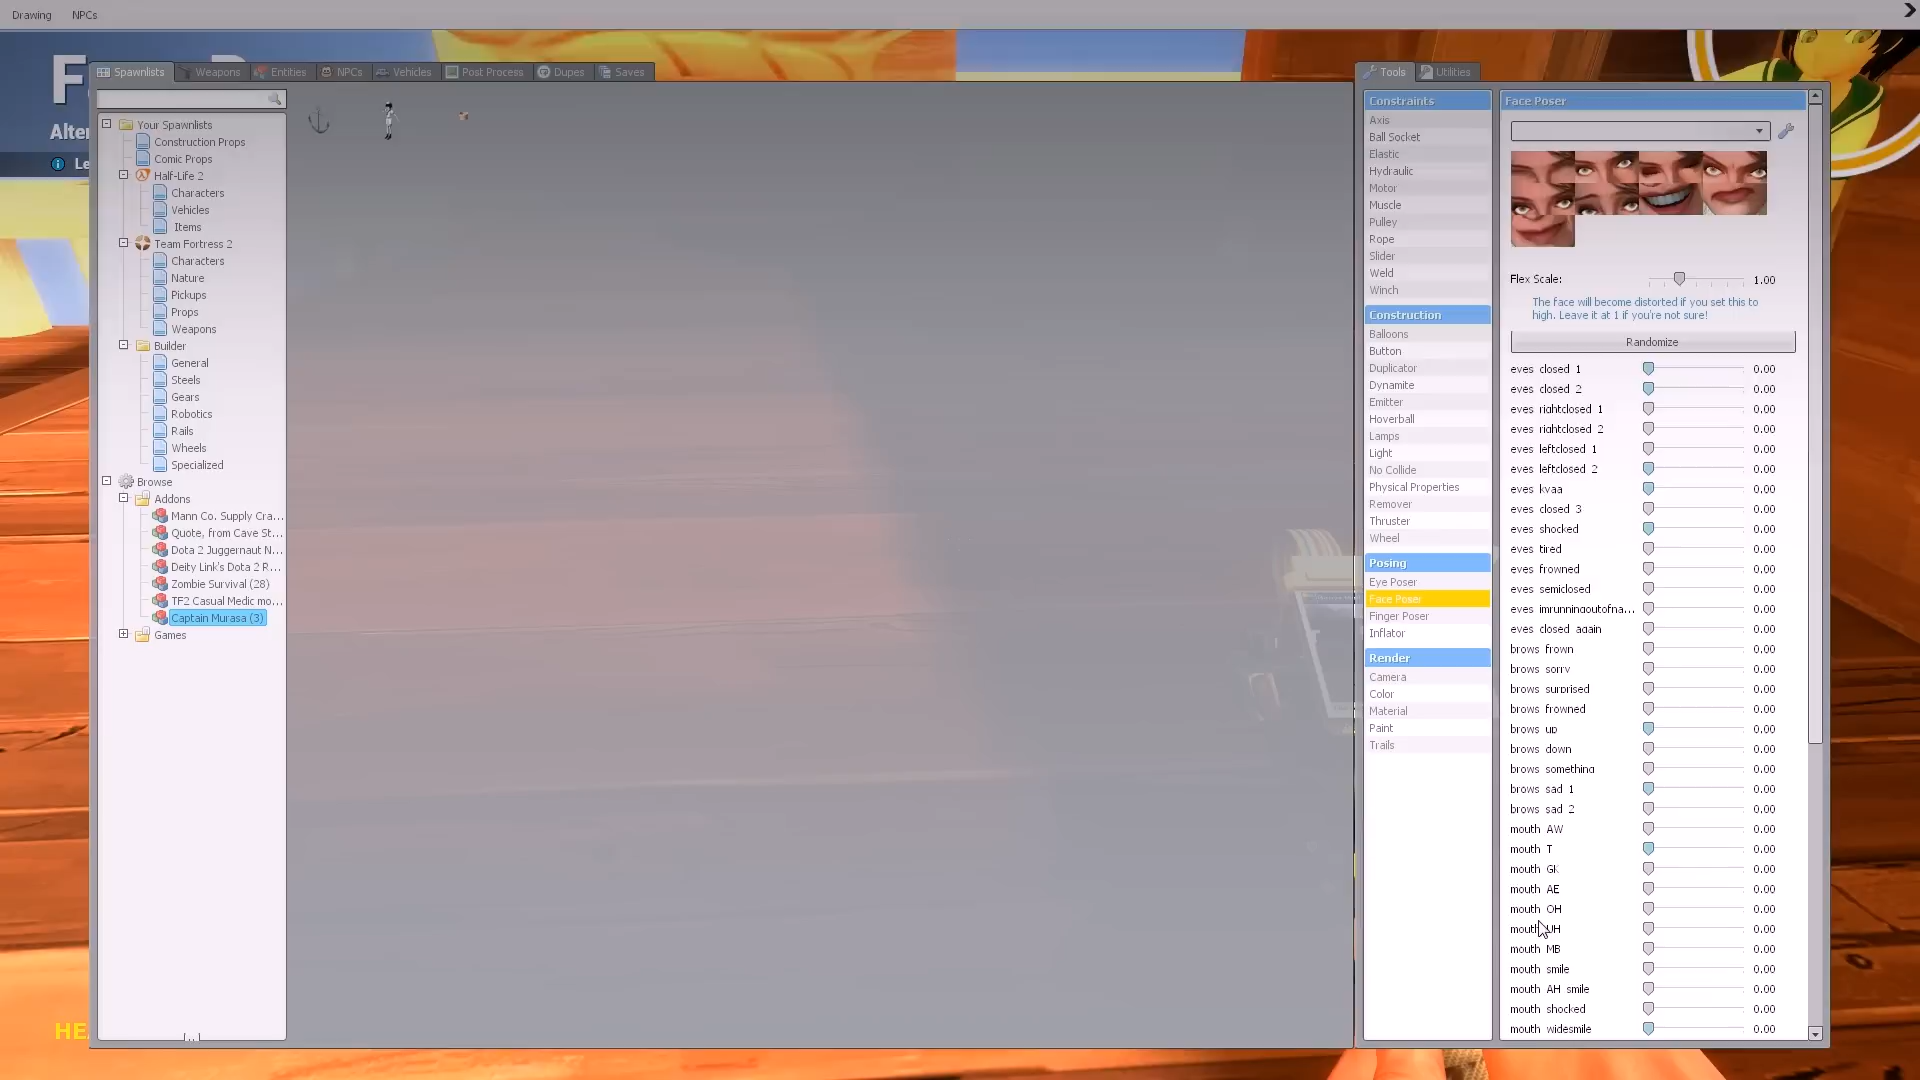 Drawing NPCs
Spawnlists Weapons Entities NPCs Vehicles Post Process Dupes Saves
Your Spawnlists
Construction Props
Comic Props
Half-Life 2
Characters
Vehicles
Items
Team Fortress 2
Characters
Nature
Pickups
Props
Weapons
Builder
General
Steels
Gears
Robotics
Rails
Wheels
Specialized
Browse
Addons
Mann Co. Supply Cra...
Quote, from Cave St...
Dota 2 Juggernaut N...
Deity Link's Dota 2 R...
Zombie Survival (28)
TF2 Casual Medic mo...
Captain Murasa (3)
Games
Tools Utilities
Constraints
Axis
Ball Socket
Elastic
Hydraulic
Motor
Muscle
Pulley
Rope
Slider
Weld
Winch
Construction
Balloons
Button
Duplicator
Dynamite
Emitter
Hoverball
Lamps
Light
No Collide
Physical Properties
Remover
Thruster
Wheel
Posing
Eye Poser
Face Poser
Finger Poser
Inflator
Render
Camera
Color
Material
Paint
Trails
Face Poser
Flex Scale: 1.00
The face will become distorted if you set this to
high. Leave it at 1 if you're not sure!
Randomize
eyes closed 1 0.00
eyes closed 2 0.00
eyes rightclosed 1 0.00
eyes rightclosed 2 0.00
eyes leftclosed 1 0.00
eyes leftclosed 2 0.00
eyes kyaa 0.00
eyes closed 3 0.00
eyes shocked 0.00
eyes tired 0.00
eyes frowned 0.00
eyes semiclosed 0.00
eyes imrunningoutofna... 0.00
eyes closed again 0.00
brows frown 0.00
brows sorry 0.00
brows surprised 0.00
brows frowned 0.00
brows up 0.00
brows down 0.00
brows something 0.00
brows sad 1 0.00
brows sad 2 0.00
mouth AW 0.00
mouth T 0.00
mouth GK 0.00
mouth AE 0.00
mouth OH 0.00
mouth UH 0.00
mouth MB 0.00
mouth smile 0.00
mouth AH smile 0.00
mouth shocked 0.00
mouth widesmile 0.00
Alter
Le
HE